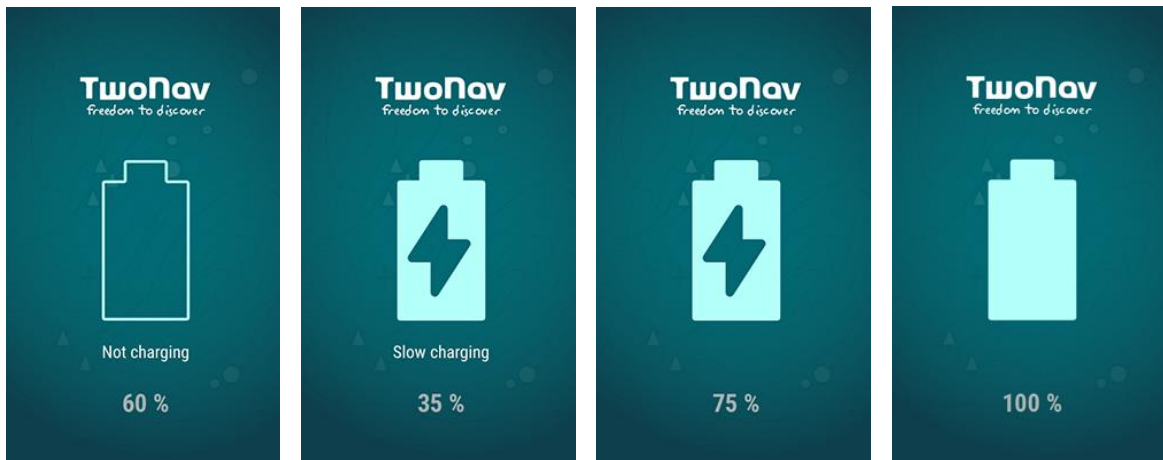 TwoNav
freedom to discover
Not charging
60 %
TwoNav
freedom to discover
Slow charging
35 %
TwoNav
freedom to discover
75 %
TwoNav
freedom to discover
100 %